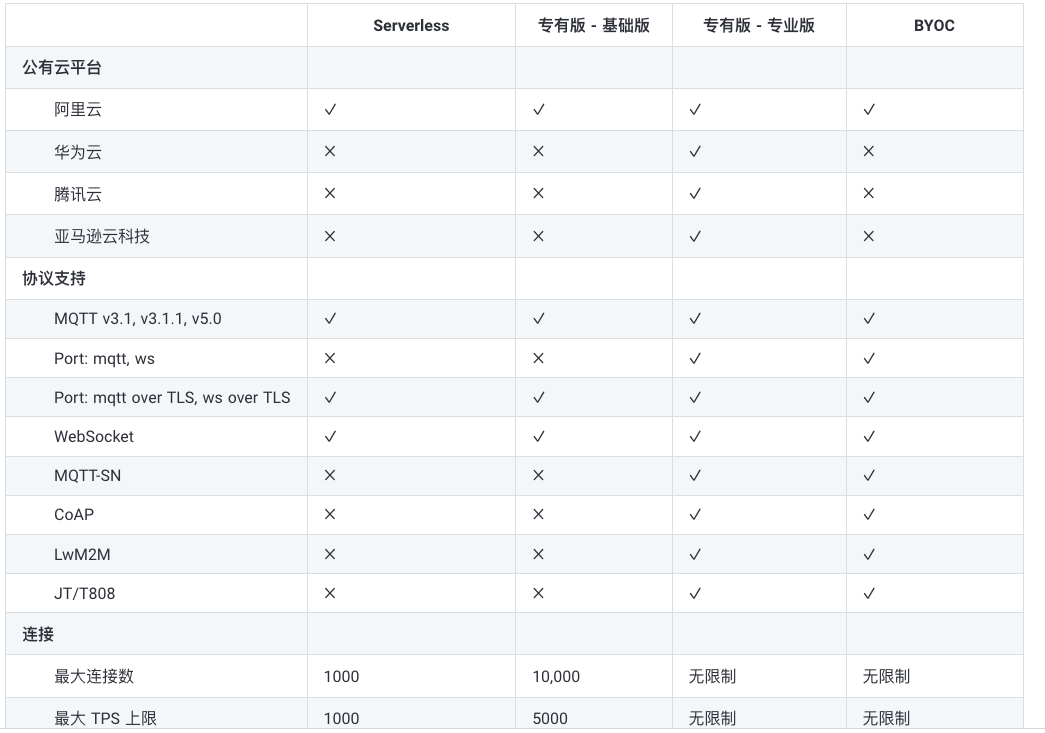 Serverless 专有版 - 基础版 专有版 - 专业版 BYOC
公有云平台
阿里云 ✓ ✓ ✓ ✓
华为云 ✕ ✕ ✓ ✕
腾讯云 ✕ ✕ ✓ ✕
亚马逊云科技 ✕ ✕ ✓ ✕
协议支持
MQTT v3.1, v3.1.1, v5.0 ✓ ✓ ✓ ✓
Port: mqtt, ws ✕ ✕ ✓ ✓
Port: mqtt over TLS, ws over TLS ✓ ✓ ✓ ✓
WebSocket ✓ ✓ ✓ ✓
MQTT-SN ✕ ✕ ✓ ✓
CoAP ✕ ✕ ✓ ✓
LwM2M ✕ ✕ ✓ ✓
JT/T808 ✕ ✕ ✓ ✓
连接
最大连接数 1000 10,000 无限制 无限制
最大 TPS 上限 1000 5000 无限制 无限制